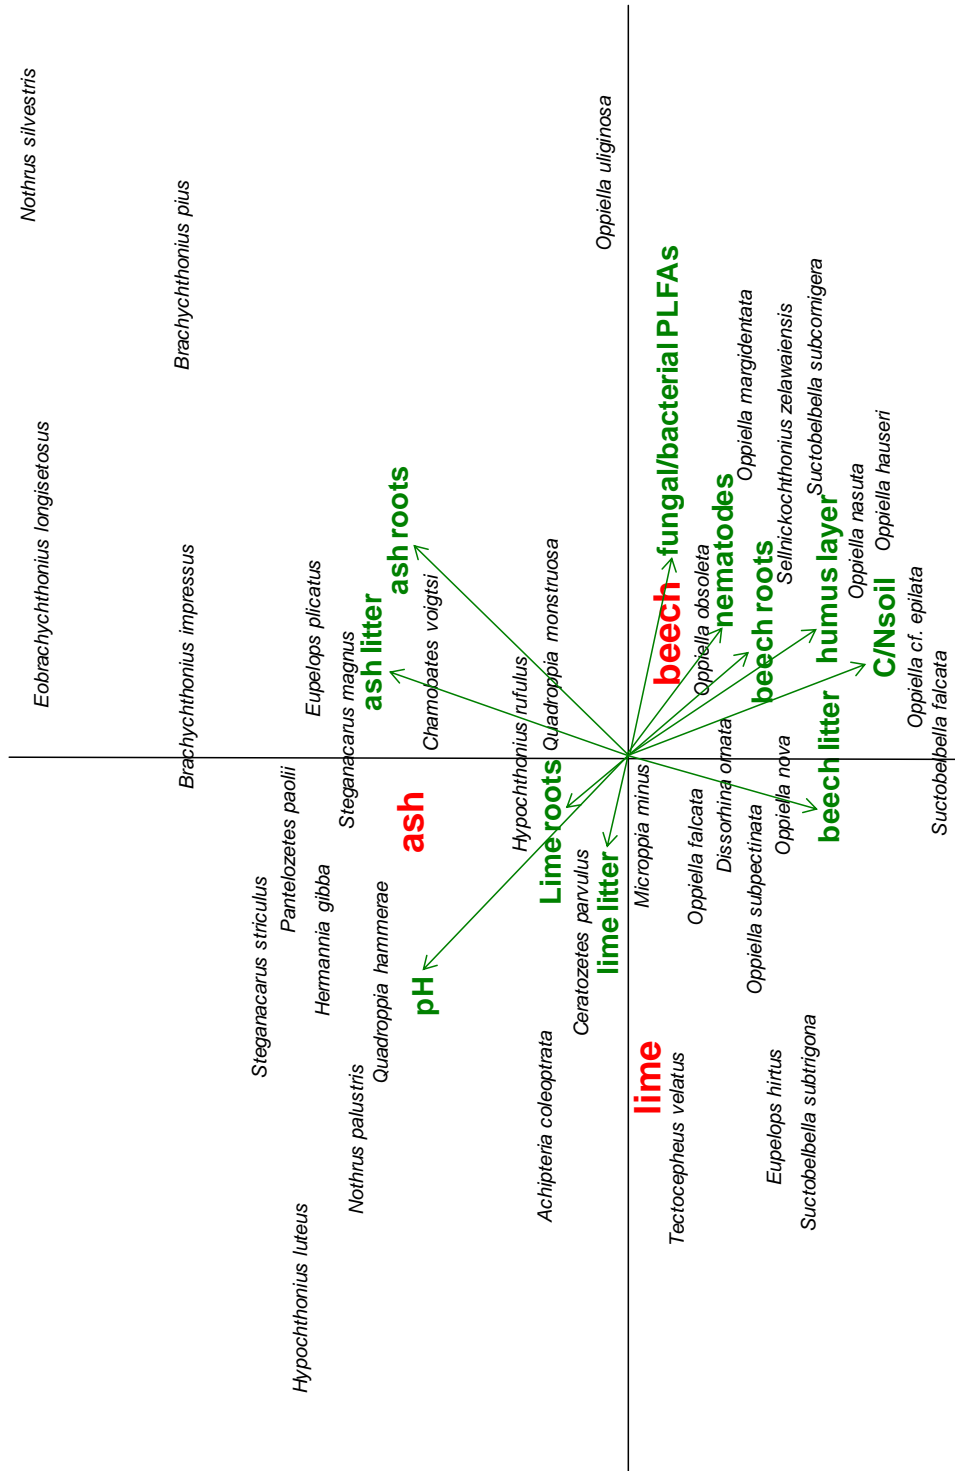 Nothrus silvestris
Eobrachychthonius longisetosus
Brachychthonius pius
Brachychthonius impressus
Steganacarus striculus
Pantelozetes paolii
Hypochthonius luteus
Eupelops plicatus
Hermannia gibba
Steganacarus magnus
Nothrus palustris
ash litter
Quadroppia hammerae
ash roots
ash
Chamobates voigtsi
pH
Hypochthonius rufulus
Quadroppia monstruosa
Lime roots
Achipteria coleoptrata
Ceratozetes parvulus
Oppiella uliginosa
lime litter
Microppia minus
lime
fungal/bacterial PLFAs
beech
Tectocepheus velatus
Oppiella obsoleta
Oppiella falcata
nematodes
Dissorhina ornata
Oppiella margidentata
Oppiella subpectinata
beech roots
Eupelops hirtus
Sellnickochthonius zelawaiensis
Oppiella nova
Suctobelbella subcornigera
Suctobelbella subtrigona
humus layer
beech litter
Oppiella nasuta
Oppiella hauseri
C/Nsoil
Oppiella cf. epilata
Suctobelbella falcata